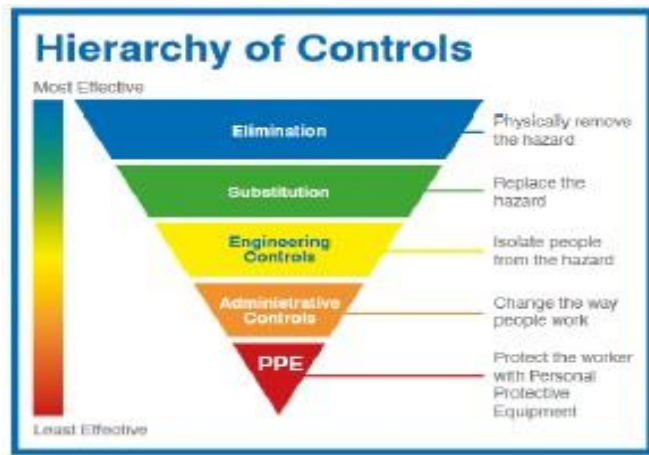 Hierarchy of Controls
Most Effective
Elimination
Physically remove
the hazard
Substitution
Replace the
hazard
Engineering
Controls
Isolate people
from the hazard
Administrative
Controls
Change the way
people work
PPE
Protect the worker
with Personal
Protective
Equipment
Least Effective